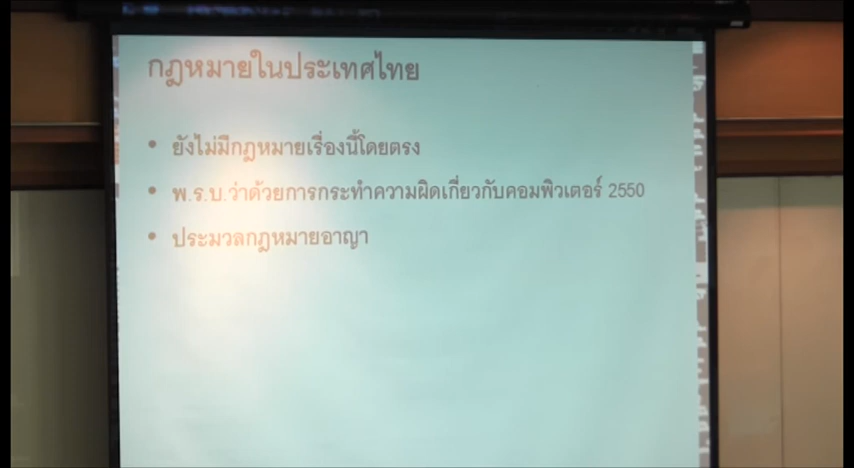 กฎหมายในประเทศไทย
• ยังไม่มีกฎหมายเรื่องนี้โดยตรง
• พ.ร.บ.ว่าด้วยการกระทำความผิดเกี่ยวกับคอมพิวเตอร์ 2550
• ประมวลกฎหมายอาญา